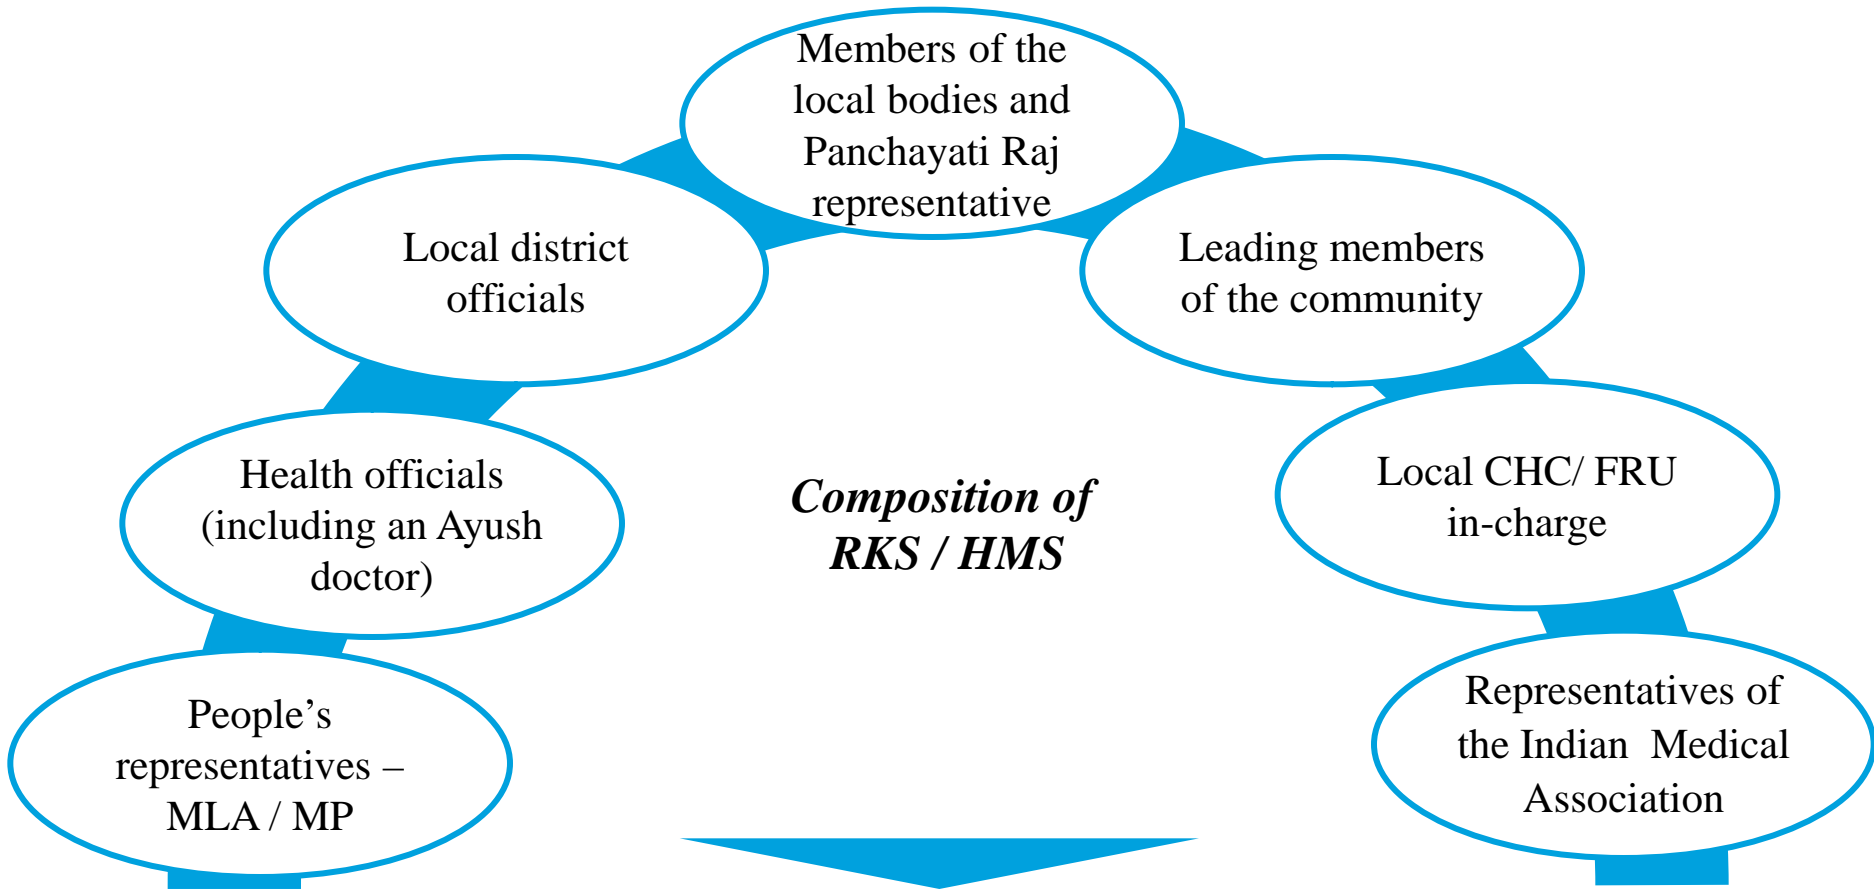 Members of the
local bodies and
Panchayati Raj
representative
Local district
officials
Leading members
of the community
Health officials
(including an Ayush
doctor)
Composition of
RKS / HMS
Local CHC/ FRU
in-charge
People’s
representatives –
MLA / MP
Representatives of
the Indian  Medical
Association